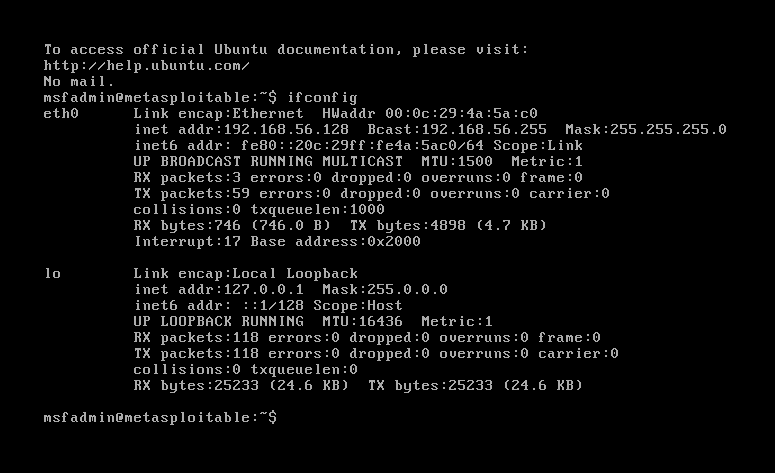 To access official Ubuntu documentation, please visit:
http://help.ubuntu.com/
No mail.
msfadmin@metasploitable:~$ ifconfig
eth0      Link encap:Ethernet  HWaddr 00:0c:29:4a:5a:c0
          inet addr:192.168.56.128  Bcast:192.168.56.255  Mask:255.255.255.0
          inet6 addr: fe80::20c:29ff:fe4a:5ac0/64 Scope:Link
          UP BROADCAST RUNNING MULTICAST  MTU:1500  Metric:1
          RX packets:3 errors:0 dropped:0 overruns:0 frame:0
          TX packets:59 errors:0 dropped:0 overruns:0 carrier:0
          collisions:0 txqueuelen:1000
          RX bytes:746 (746.0 B)  TX bytes:4898 (4.7 KB)
          Interrupt:17 Base address:0x2000
lo        Link encap:Local Loopback
          inet addr:127.0.0.1  Mask:255.0.0.0
          inet6 addr: ::1/128 Scope:Host
          UP LOOPBACK RUNNING  MTU:16436  Metric:1
          RX packets:118 errors:0 dropped:0 overruns:0 frame:0
          TX packets:118 errors:0 dropped:0 overruns:0 carrier:0
          collisions:0 txqueuelen:0
          RX bytes:25233 (24.6 KB)  TX bytes:25233 (24.6 KB)
msfadmin@metasploitable:~$